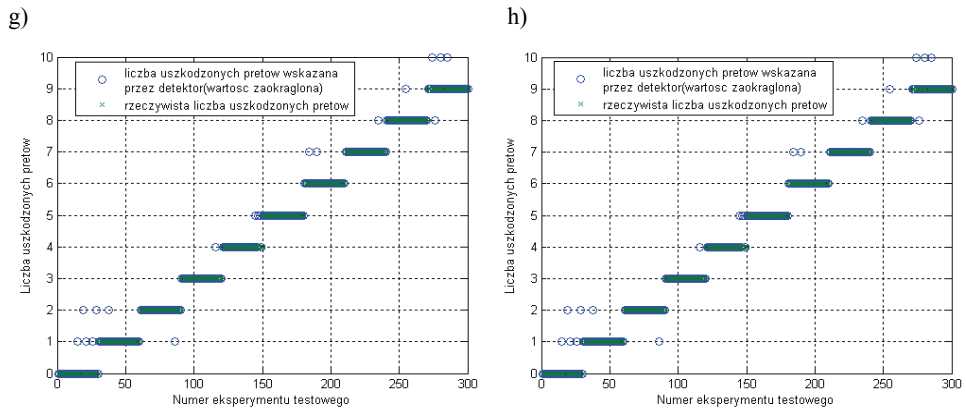 g)
10
9
8
7
6
5
4
3
2
1
0
Liczba uszkodzonych pretow
liczba uszkodzonych pretow wskazana
przez detektor(wartosc zaokraglona)
rzeczywista liczba uszkodzonych pretow
0 50 100 150 200 250 300
Numer eksperymentu testowego
h)
10
9
8
7
6
5
4
3
2
1
0
Liczba uszkodzonych pretow
liczba uszkodzonych pretow wskazana
przez detektor(wartosc zaokraglona)
rzeczywista liczba uszkodzonych pretow
0 50 100 150 200 250 300
Numer eksperymentu testowego